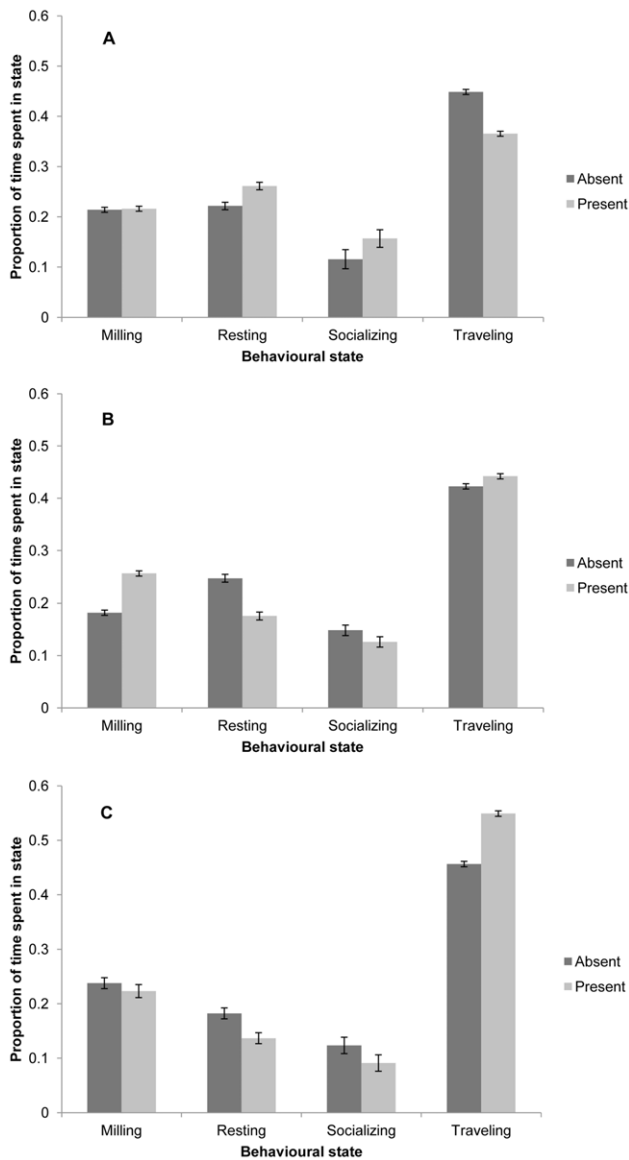 0.6
A
0.5
0.4
0.3
0.2
0.1
0
Proportion of time spent in state
Milling Resting Socializing Traveling
Behavioural state
Absent
Present
0.6
B
0.5
0.4
0.3
0.2
0.1
0
Proportion of time spent in state
Milling Resting Socializing Traveling
Behavioural state
Absent
Present
0.6
C
0.5
0.4
0.3
0.2
0.1
0
Proportion of time spent in state
Milling Resting Socializing Traveling
Behavioural state
Absent
Present